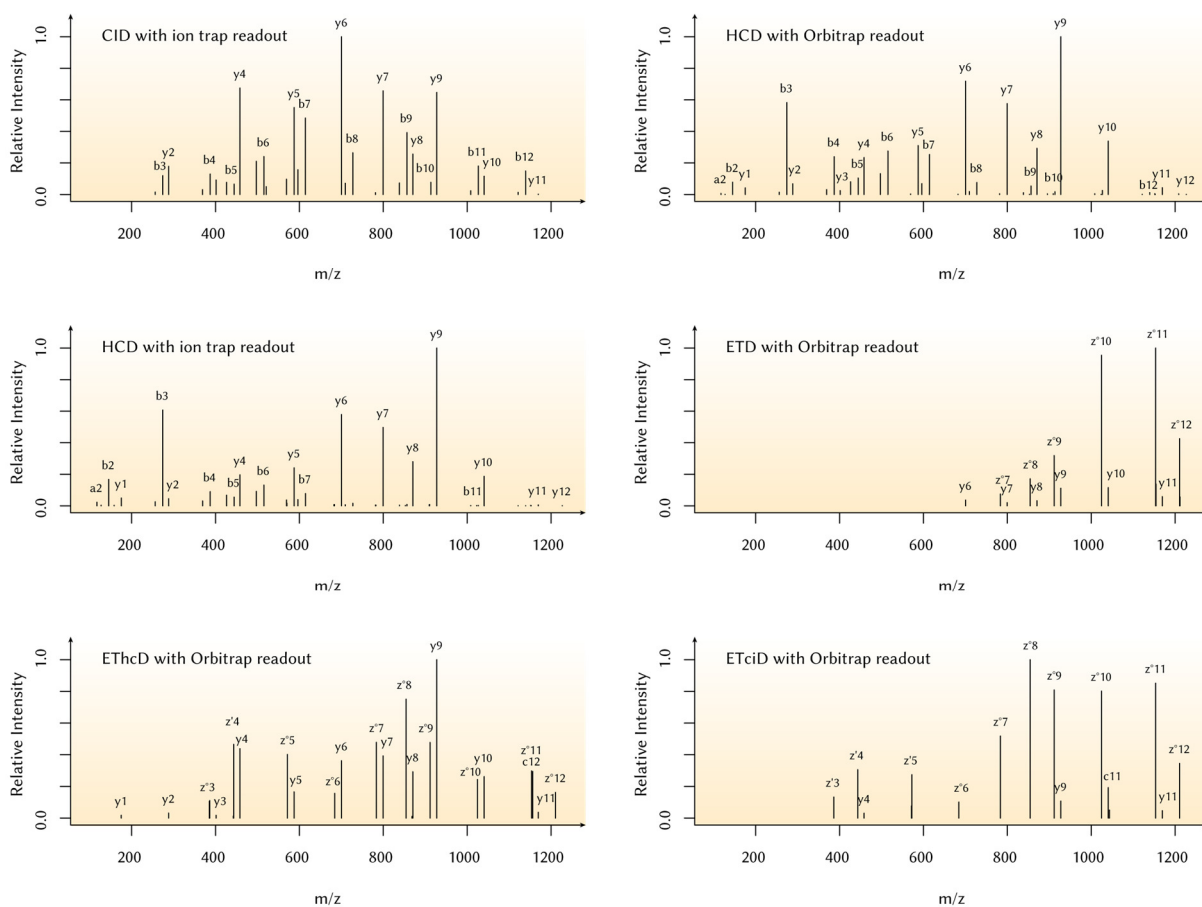 CID with ion trap readout
Relative Intensity
1.0
0.0
b3
y2
b4
b5
y4
b6
y5
b7
y6
b8
y7
b9
y8
b10
y9
b11
y10
b12
y11
200 400 600 800 1000 1200
m/z
HCD with Orbitrap readout
Relative Intensity
1.0
0.0
a2
b2
y1
b3
y2
b4
y3
b5
y4
b6
y5
b7
y6
b8
y7
b9
y8
b10
y9
y10
b12
y11
y12
200 400 600 800 1000 1200
m/z
HCD with ion trap readout
Relative Intensity
1.0
0.0
a2
b2
y1
b3
y2
b4
b5
y4
b6
y5
b7
y6
y7
y8
y9
b11
y10
y11
y12
200 400 600 800 1000 1200
m/z
ETD with Orbitrap readout
Relative Intensity
1.0
0.0
y6
z°7
y7
z°8
y8
z°9
y9
z°10
y10
z°11
y11
z°12
200 400 600 800 1000 1200
m/z
EThcD with Orbitrap readout
Relative Intensity
1.0
0.0
y1
y2
z°3
y3
z'4
y4
z°5
y5
z°6
y6
z°7
y7
z°8
y8
z°9
y9
z°10
y10
z°11
c12
y11
z°12
200 400 600 800 1000 1200
m/z
ETciD with Orbitrap readout
Relative Intensity
1.0
0.0
z'3
z'4
y4
z'5
z°6
z°7
z°8
z°9
y9
z°10
c11
z°11
y11
z°12
200 400 600 800 1000 1200
m/z